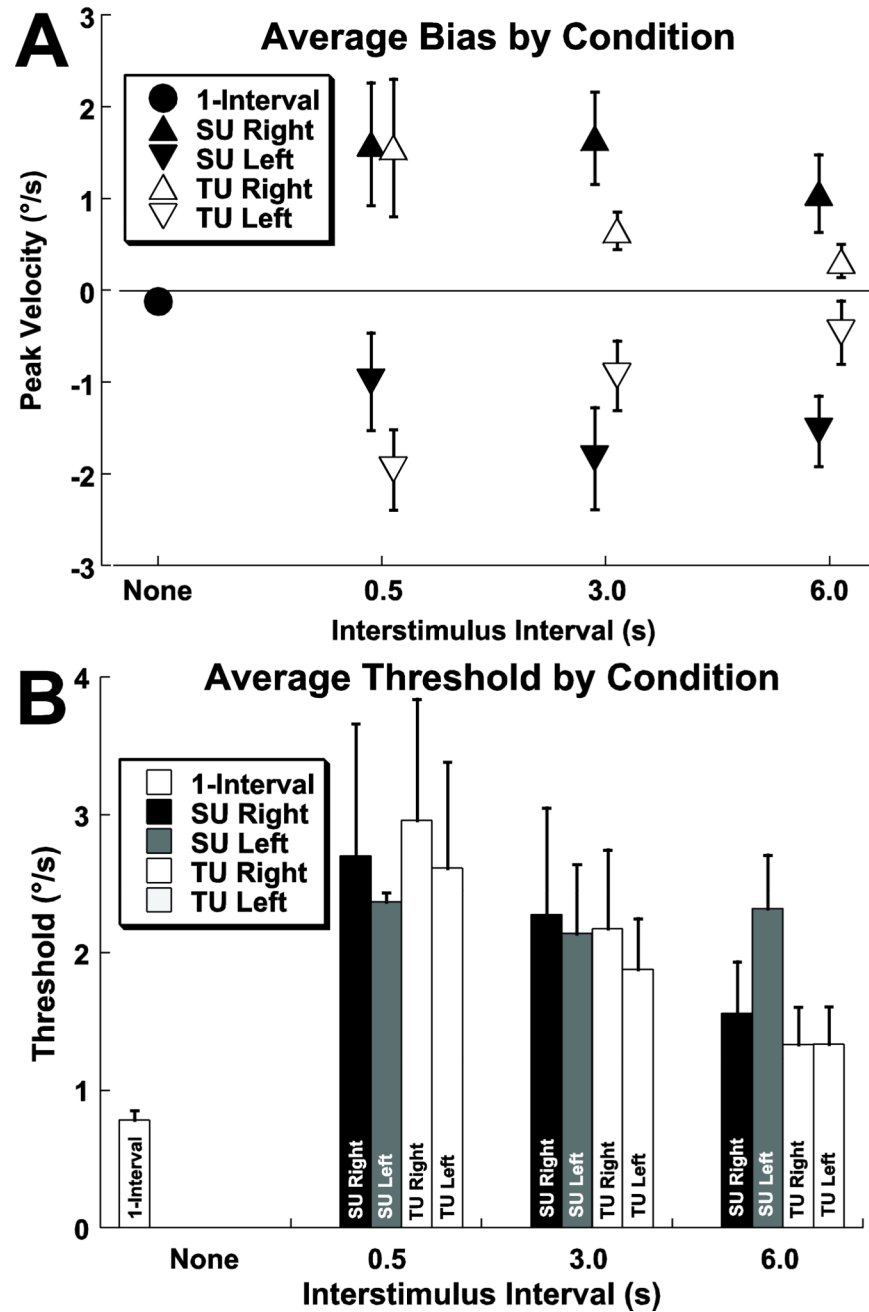 A
Average Bias by Condition
3
2
1
0
-1
-2
-3
Peak Velocity (°/s)
1-Interval
SU Right
SU Left
TU Right
TU Left
None
0.5
3.0
6.0
Interstimulus Interval (s)
B
Average Threshold by Condition
4
3
2
1
0
Threshold (°/s)
1-Interval
SU Right
SU Left
TU Right
TU Left
1-Interval
SU Right
SU Left
TU Right
TU Left
SU Right
SU Left
TU Right
TU Left
SU Right
SU Left
TU Right
TU Left
None
0.5
3.0
6.0
Interstimulus Interval (s)